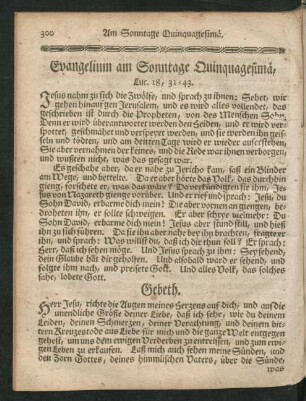 300 Am Sonntage Quinquagesimä.
Evangelium am Sonntage Quinquagesimä,
Luc. 18, 31-43.
Jesus nahm zu sich die Zwölfe, und sprach zu ihnen: Sehet, wir
gehen hinauf gen Jerusalem, und es wird alles vollendet, das
geschrieben ist durch die Propheten, von des Menschen Sohn.
Denn er wird überantwortet werden den Heiden, und er wird ver-
spottet, geschmähet und verspeyet werden, und sie werden ihn geis-
seln und tödten, und am dritten Tage wird er wieder auferstehen.
Sie aber vernahmen der keines, und die Rede war ihnen verborgen,
und wusten nicht, was das gesagt war.
Es geschahe aber, da er nahe zu Jericho kam, saß ein Blinder
am Wege, und bettelte. Da er aber hörte das Volk, das durchhin
gieng, forschete er, was das wäre? Da verkündigten sie ihm, Je-
sus von Nazareth gienge vorüber. Und er rief und sprach: Jesu, du
Sohn David, erbarme dich mein! Die aber vornen an giengen, be-
droheten ihn, er sollte schweigen. Er aber schrye vielmehr: Du
Sohn David, erbarme dich mein! Jesus aber stund stille, und hieß
ihn zu sich führen. Da sie ihn aber nahe bey ihn brachten, fragte er
ihn, und sprach: Was willst du, daß ich dir thun soll? Er sprach:
Herr, daß ich sehen möge. Und Jesus sprach zu ihm: Sey sehend,
dein Glaube hat dir geholfen. Und alsobald ward er sehend, und
folgte ihm nach, und preisete Gott. Und alles Volk, das solches
sahe, lobete Gott.
Gebeth.
Herr Jesu, richte die Augen meines Herzens auf dich, und auf die
unendliche Größe deiner Liebe, daß ich sehe, wie du deinem
Leiden, deinen Schmerzen, deiner Verachtung, und deinem bit-
tern Kreuzestode aus Liebe für mich und die ganze Welt entgegen
gehest, um uns dem ewigen Verderben zu entreissen, und zum ewi-
gen Leben zu erkaufen. Laß mich auch sehen meine Sünden, und
den Zorn Gottes, deines himmlischen Vaters, über die Sünde,
was